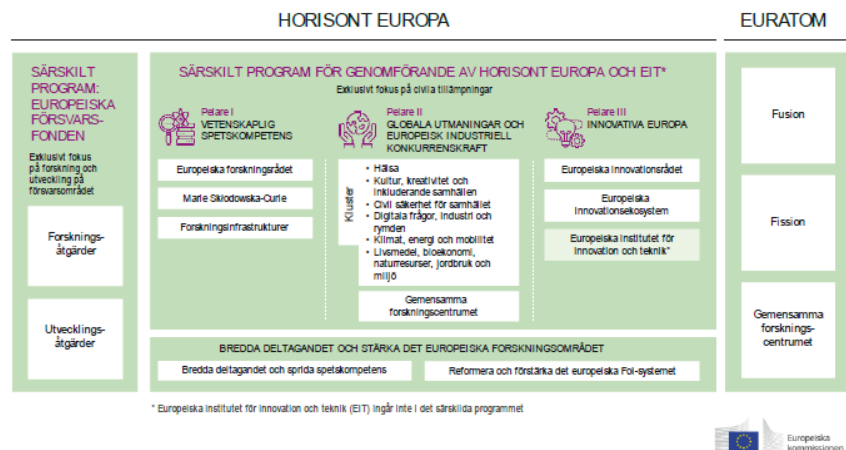 HORISONT EUROPA
EURATOM
SÄRSKILT
PROGRAM:
EUROPEISKA
FÖRSVARS-
FONDEN
Exklusivt fokus
på forskning och
utveckling på
försvarsområdet
Forsknings-
åtgärder
Utvecklings-
åtgärder
SÄRSKILT PROGRAM FÖR GENOMFÖRANDE AV HORISONT EUROPA OCH EIT*
Exklusivt fokus på civila tillämpningar
Pelare I
VETENSKAPLIG
SPETSKOMPETENS
Europeiska forskningsrådet
Marie Skłodowska-Curie
Forskningsinfrastrukturer
Pelare II
GLOBALA UTMANINGAR OCH
EUROPEISK INDUSTRIELL
KONKURRENSKRAFT
Kluster
• Hälsa
• Kultur, kreativitet och
inkluderande samhällen
• Civil säkerhet för samhället
• Digitala frågor, industri och
rymden
• Klimat, energi och mobilitet
• Livsmedel, bioekonomi,
naturresurser, jordbruk och
miljö
Gemensamma
forskningscentrumet
Pelare III
INNOVATIVA EUROPA
Europeiska innovationsrådet
Europeiska
innovationsekosystem
Europeiska institutet för
innovation och teknik*
BREDDA DELTAGANDET OCH STÄRKA DET EUROPEISKA FORSKNINGSOMRÅDET
Bredda deltagandet och sprida spetskompetens
Reformera och förstärka det europeiska FoI-systemet
Fusion
Fission
Gemensamma
forsknings-
centrumet
* Europeiska institutet för innovation och teknik (EIT) ingår inte i det särskilda programmet
Europeiska
kommissionen